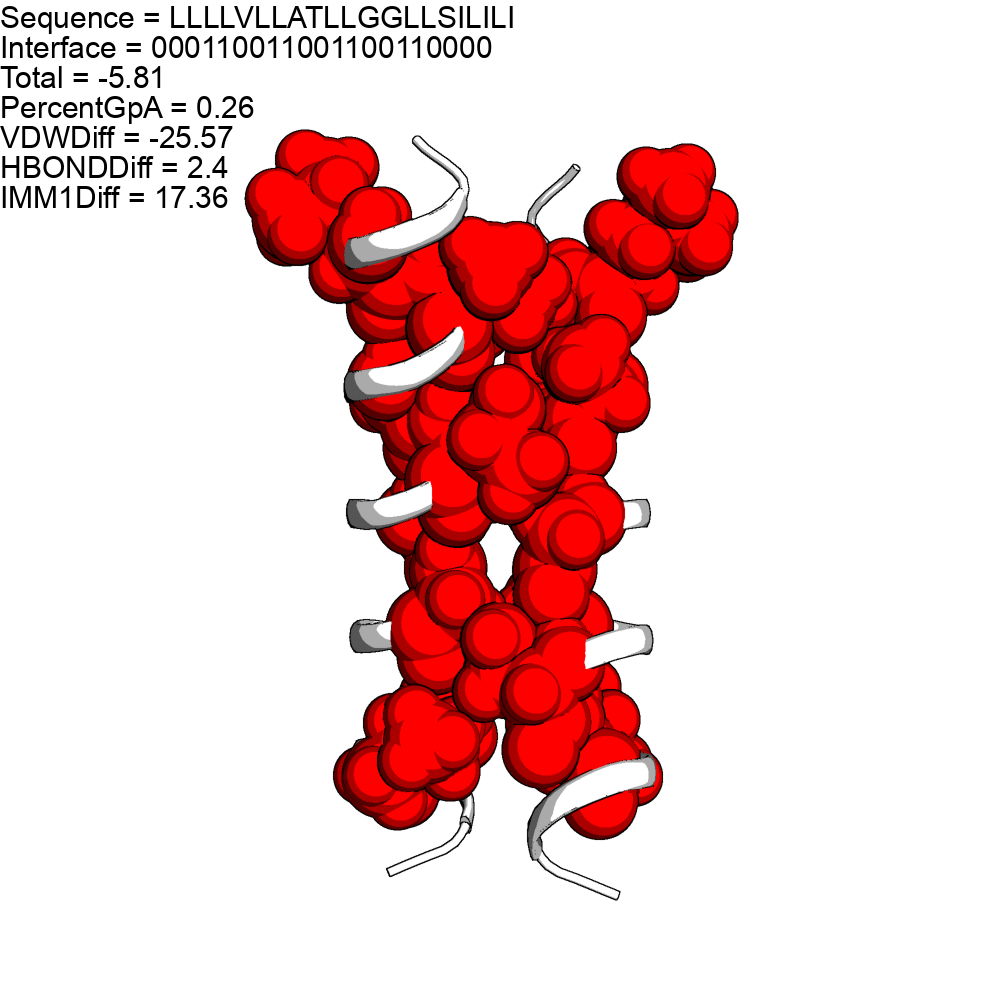 Sequence = LLLLVLLATLLGGLLSILILI
Interface = 000110011001100110000
Total = -5.81
PercentGpA = 0.26
VDWDiff = -25.57
HBONDDiff = 2.4
IMM1Diff = 17.36